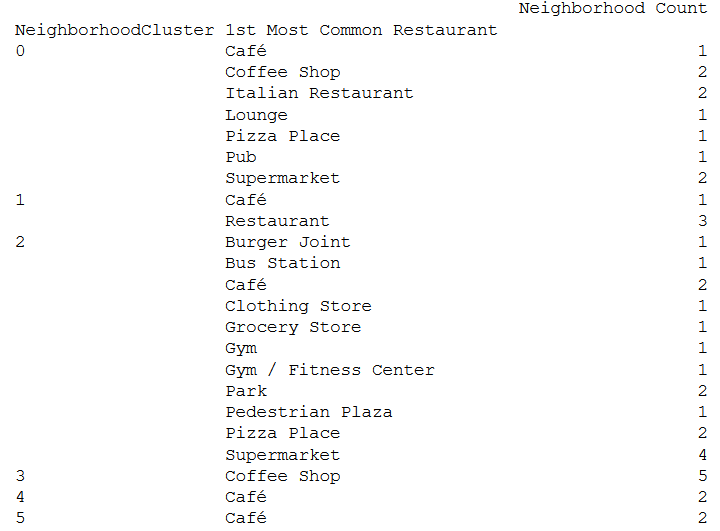 Neighborhood Count
NeighborhoodCluster 1st Most Common Restaurant
0 Café 1
Coffee Shop 2
Italian Restaurant 2
Lounge 1
Pizza Place 1
Pub 1
Supermarket 2
1 Café 1
Restaurant 3
2 Burger Joint 1
Bus Station 1
Café 2
Clothing Store 1
Grocery Store 1
Gym 1
Gym / Fitness Center 1
Park 2
Pedestrian Plaza 1
Pizza Place 2
Supermarket 4
3 Coffee Shop 5
4 Café 2
5 Café 2